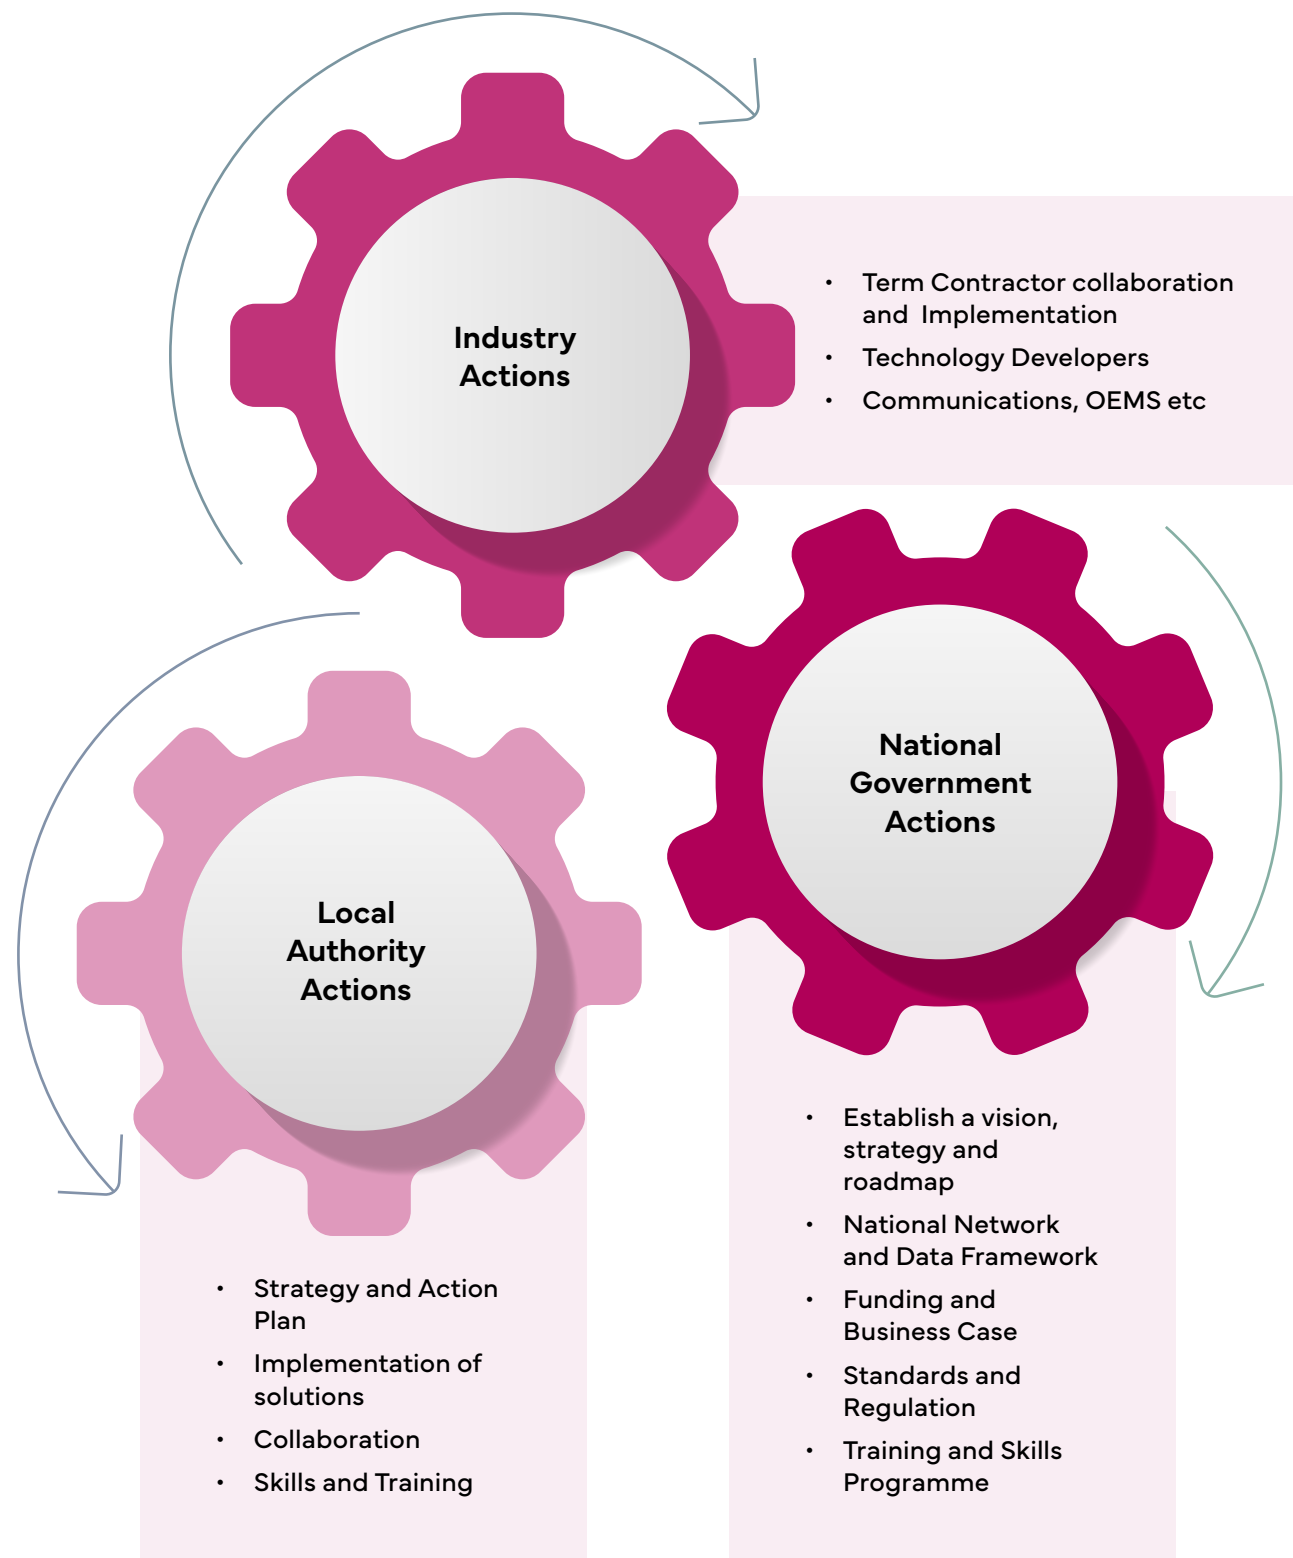 Industry
Actions
• Term Contractor collaboration
and  Implementation
• Technology Developers
• Communications, OEMS etc
National
Government
Actions
• Establish a vision,
strategy and
roadmap
• National Network
and Data Framework
• Funding and
Business Case
• Standards and
Regulation
• Training and Skills
Programme
Local
Authority
Actions
• Strategy and Action
Plan
• Implementation of
solutions
• Collaboration
• Skills and Training